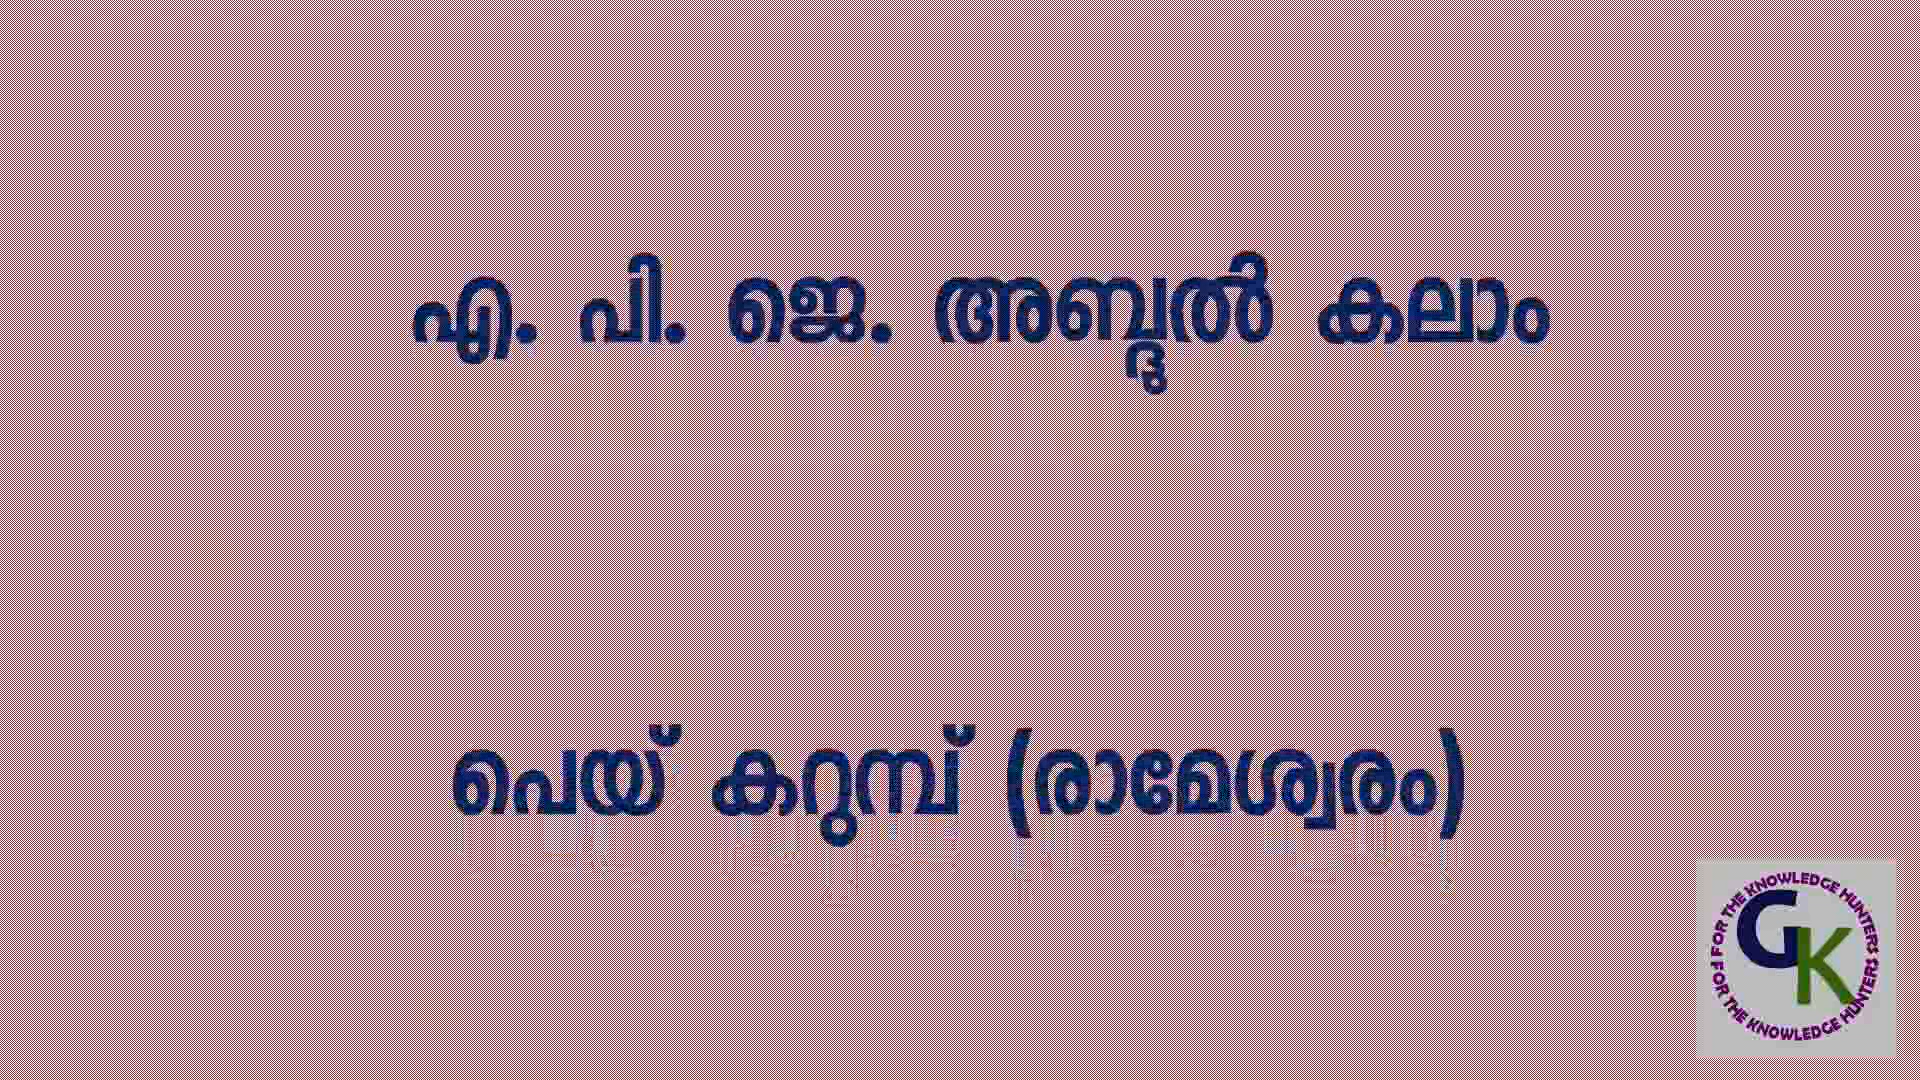 എ. പി. ജെ. അബ്ദുൽ കലാം
പെയ് കറുമ്പ് (രാമേശ്വരം)
FOR THE KNOWLEDGE HUNTERS
GK
FOR THE KNOWLEDGE HUNTERS